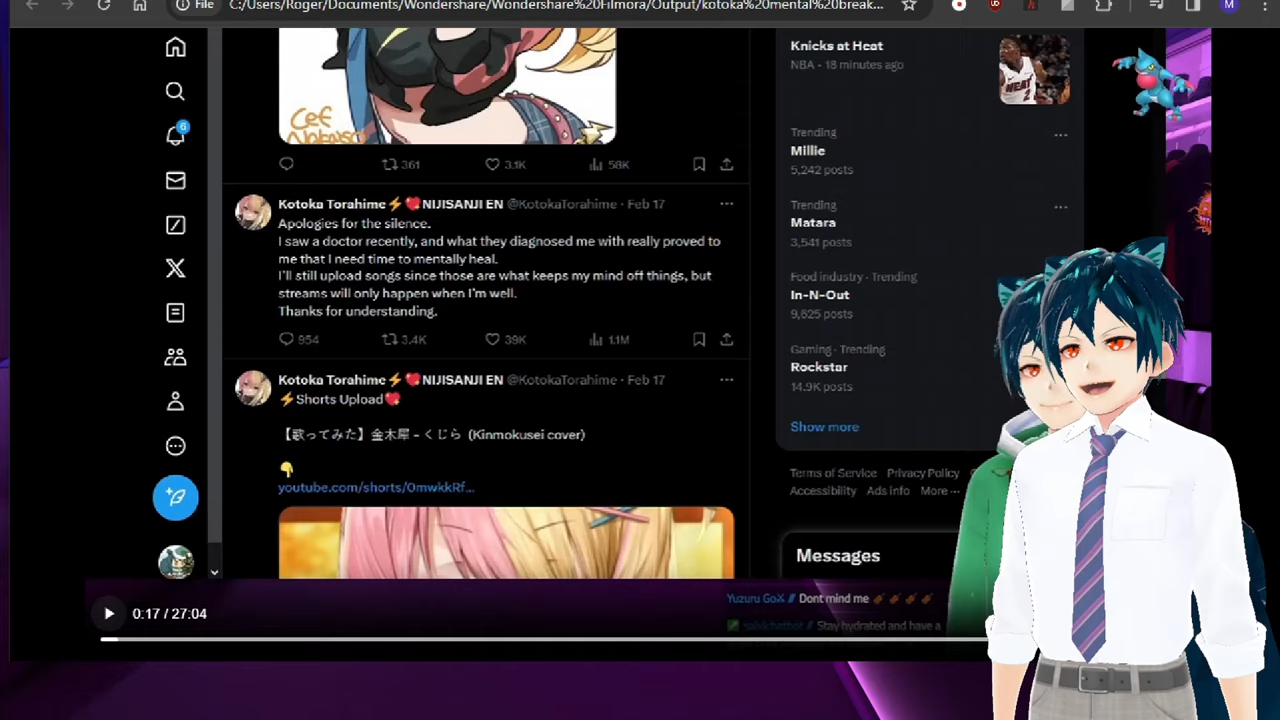 File
C:/Users/Roger/Documents/Wondershare/Wondershare%20Filmora/Output/kotoka%20mental%20break...
M
6
Cef
361
3.1K
58K
Kotoka Torahime⚡💖NIJISANJI EN @KotokaTorahime · Feb 17
Apologies for the silence.
I saw a doctor recently, and what they diagnosed me with really proved to
me that I need time to mentally heal.
I'll still upload songs since those are what keeps my mind off things, but
streams will only happen when I'm well.
Thanks for understanding.
954
3.4K
39K
1.1M
Kotoka Torahime⚡💖NIJISANJI EN @KotokaTorahime · Feb 17
⚡Shorts Upload💖
【歌ってみた】金木犀 - くじら (Kinmokusei cover)
👇
youtube.com/shorts/0mwkkRf...
Knicks at Heat
NBA · 18 minutes ago
HEAT
2
Trending
Millie
5,242 posts
Trending
Matara
3,541 posts
Food industry · Trending
In-N-Out
9,625 posts
Gaming · Trending
Rockstar
14.9K posts
Show more
Terms of Service
Privacy Policy
Accessibility
Ads info
More ···
Messages
0:17 / 27:04
Yuzuru GoX // Dont mind me
// Stay hydrated and have a